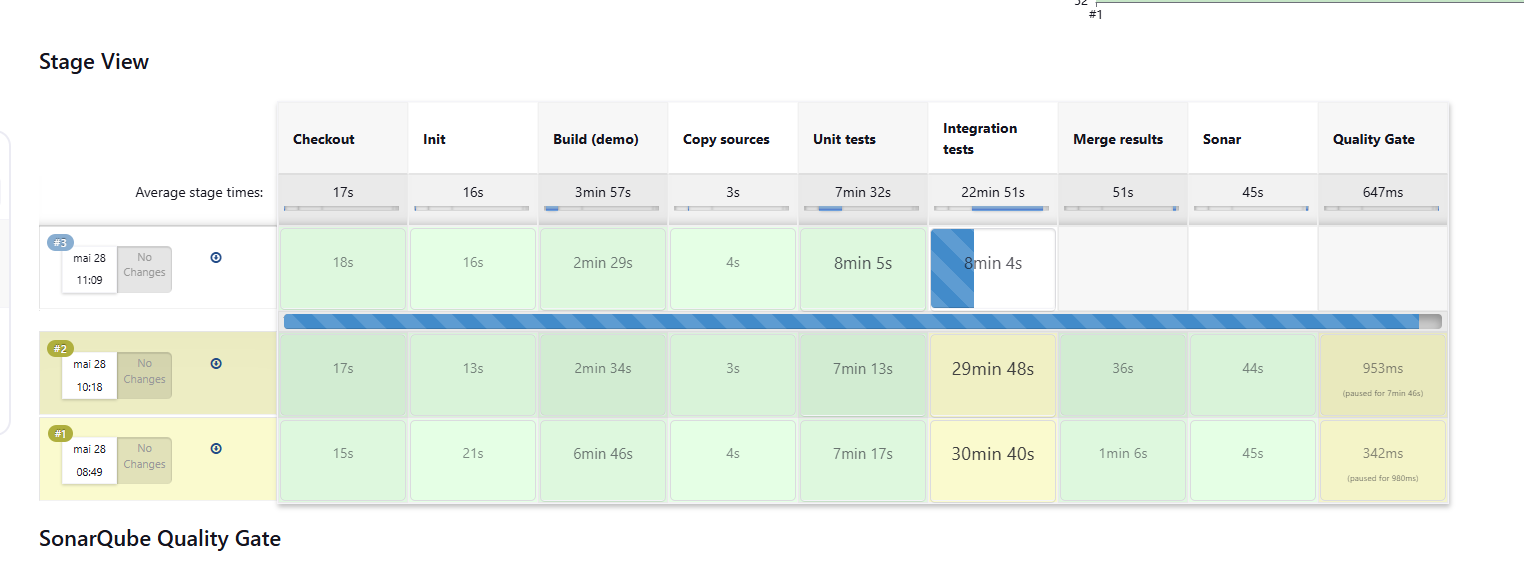 52
#1
Stage View
Checkout
Init
Build (demo)
Copy sources
Unit tests
Integration
tests
Merge results
Sonar
Quality Gate
Average stage times:
17s
16s
3min 57s
3s
7min 32s
22min 51s
51s
45s
647ms
#3
mai 28
11:09
No
Changes
18s
16s
2min 29s
4s
8min 5s
8min 4s
#2
mai 28
10:18
No
Changes
17s
13s
2min 34s
3s
7min 13s
29min 48s
36s
44s
953ms
(paused for 7min 46s)
#1
mai 28
08:49
No
Changes
15s
21s
6min 46s
4s
7min 17s
30min 40s
1min 6s
45s
342ms
(paused for 980ms)
SonarQube Quality Gate